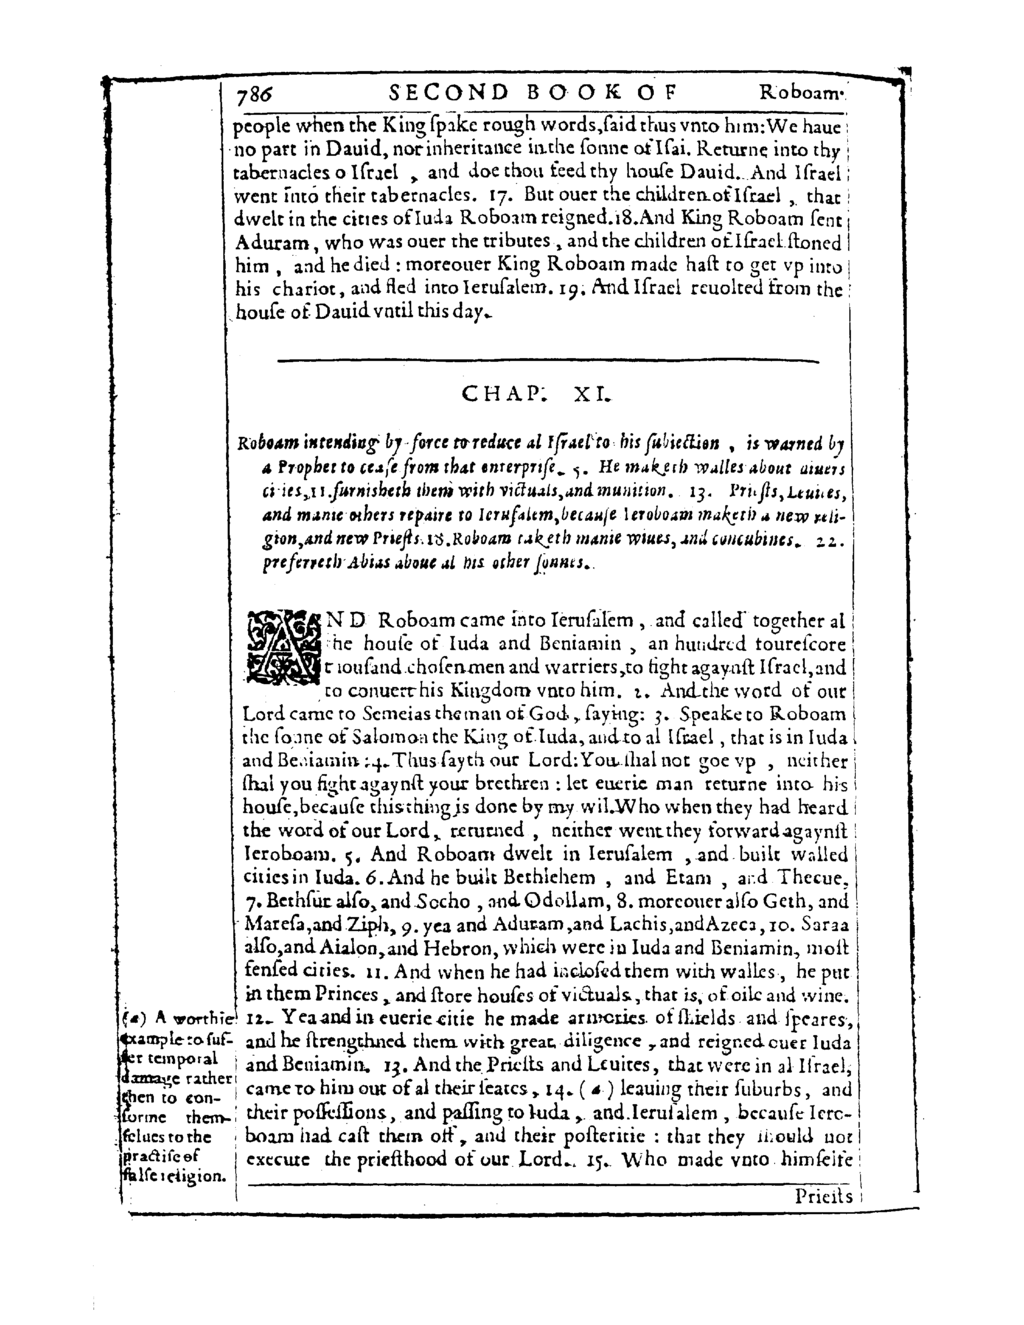 786 SECOND BOOK OF Roboam.
people when the King ſpake rough words,ſaid thus vnto him:We haue
no part in Dauid, nor inheritance in the ſonne of Iſai. Returne into thy
tabernacles o Iſrael , and doe thou feed thy houſe Dauid. And Iſrael
went into their tabernacles. 17. But ouer the children of Iſrael , that
dwelt in the cities of Iuda Roboam reigned.18.And King Roboam ſent
Aduram, who was ouer the tributes , and the children of Iſrael ſtoned
him , and he died : moreouer King Roboam made haſt to get vp into
his chariot, and fled into Ieruſalem. 19. And Iſrael reuolted from the
houſe of Dauid vntil this day.
CHAP. XI.
Roboam intending by force to reduce al Iſrael to his ſubiection , is warned by
a Prophet to ceaſe from that enterpriſe. 5. He maketh walles about diuers
cities,11.furnisheth them with victuals,and munition. 13. Prieſts, Leuites,
and manie others repaire to Ieruſalem,becauſe Ieroboam maketh a new reli-
gion,and new Prieſts.18.Roboam taketh manie wiues, and concubines. 22.
preferreth Abias aboue al his other ſonnes.
AND Roboam came into Ieruſalem , and called together al
the houſe of Iuda and Beniamin , an hundred foureſcore
thouſand choſen men and warriers,to fight agaynſt Iſrael,and
to conuert his Kingdom vnto him. 2. And the word of our
Lord came to Semeias the man of God, ſaying: 3. Speake to Roboam
the ſonne of Salomon the King of Iuda, and to al Iſrael , that is in Iuda
and Beniamin :4.Thus ſayth our Lord:You ſhal not goe vp , neither
ſhal you fight agaynſt your brethren : let euerie man returne into his
houſe,becauſe this thing is done by my wil.Who when they had heard
the word of our Lord, returned , neither went they forward agaynſt
Ieroboam. 5. And Roboam dwelt in Ieruſalem , and built walled
cities in Iuda. 6.And he built Bethlehem , and Etam , and Thecue,
7. Bethſur alſo, and Socho , and Odollam, 8. moreouer alſo Geth, and
Mareſa,and Ziph, 9. yea and Aduram,and Lachis,and Azeca, 10. Saraa
alſo,and Aialon,and Hebron, which were in Iuda and Beniamin, moſt
fenſed cities. 11. And when he had incloſed them with walles , he put
in them Princes , and ſtore houſes of victuals , that is, of oile and wine.
12. Yea and in euerie citie he made armories of ſhields and ſpeares,
and he ſtrengthned them with great diligence , and reigned ouer Iuda
and Beniamin. 13. And the Prieſts and Leuites, that were in al Iſrael,
came to him out of al their ſeates , 14. (a) leauing their ſuburbs, and
their poſſeſſions, and paſſing to Iuda , and Ieruſalem , becauſe Iero-
boam had caſt them off , and their poſteritie : that they ſhould not
execute the prieſthood of our Lord. 15. Who made vnto himſelfe
Prieſts
(a) A worthie
example to ſuf-
fer temporal
damage rather
then to con-
forme them-
ſelues to the
practiſe of
falſe religion.